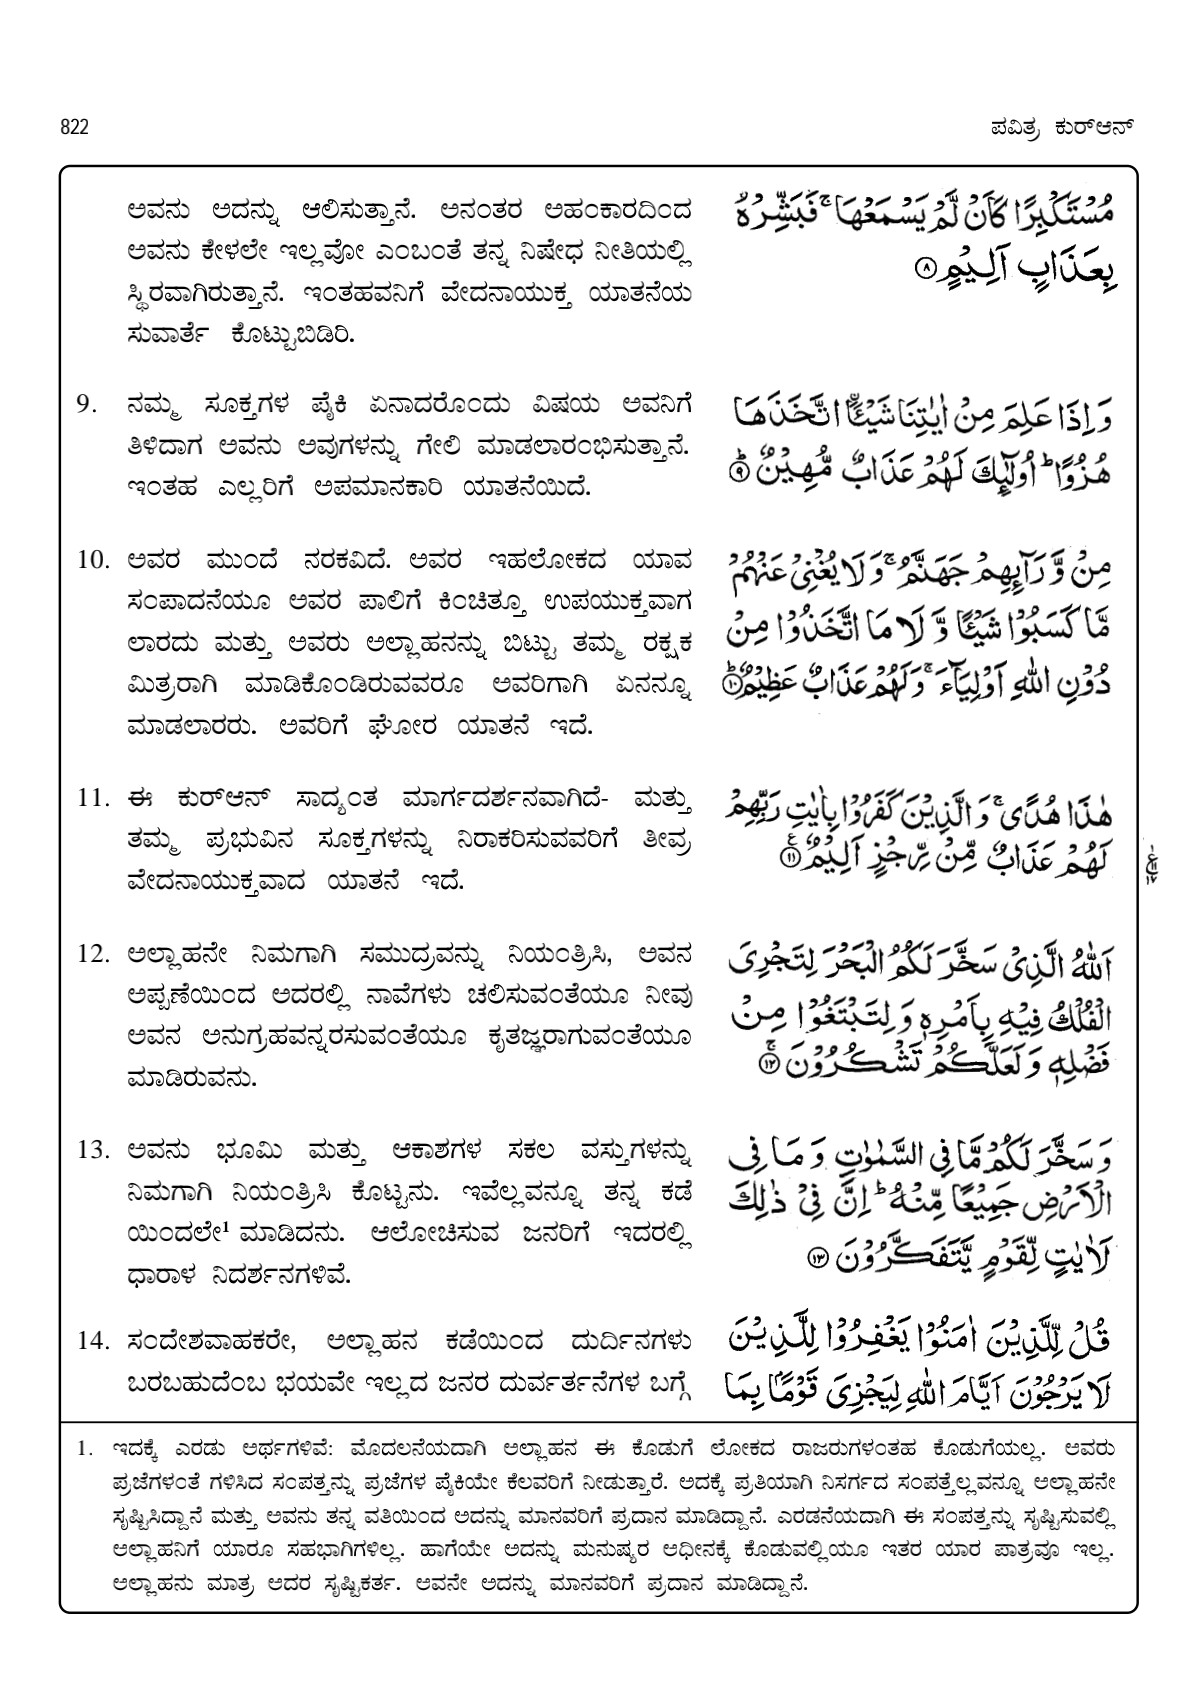 822
ಪವಿತ್ರ ಕುರ್‌ಆನ್
ಅವನು ಅದನ್ನು ಆಲಿಸುತ್ತಾನೆ. ಅನಂತರ ಅಹಂಕಾರದಿಂದ
ಅವನು ಕೇಳಲೇ ಇಲ್ಲವೋ ಎಂಬಂತೆ ತನ್ನ ನಿಷೇಧ ನೀತಿಯಲ್ಲಿ
ಸ್ಥಿರವಾಗಿರುತ್ತಾನೆ. ಇಂತಹವನಿಗೆ ವೇದನಾಯುಕ್ತ ಯಾತನೆಯ
ಸುವಾರ್ತೆ ಕೊಟ್ಟುಬಿಡಿರಿ.
مُسْتَكْبِرًا كَاَنْ لَّمْ يَسْمَعْهَا ۚ فَبَشِّرْهُ
بِعَذَابٍ اَلِيْمٍ ۝۸
9. ನಮ್ಮ ಸೂಕ್ತಗಳ ಪೈಕಿ ಏನಾದರೊಂದು ವಿಷಯ ಅವನಿಗೆ
ತಿಳಿದಾಗ ಅವನು ಅವುಗಳನ್ನು ಗೇಲಿ ಮಾಡಲಾರಂಭಿಸುತ್ತಾನೆ.
ಇಂತಹ ಎಲ್ಲರಿಗೆ ಅಪಮಾನಕಾರಿ ಯಾತನೆಯಿದೆ.
وَ اِذَا عَلِمَ مِنْ اٰيٰتِنَا شَيْـًٔا اتَّخَذَهَا
هُزُوًا ؕ اُولٰٓىِٕكَ لَهُمْ عَذَابٌ مُّهِيْنٌ ؕ۝۹
10. ಅವರ ಮುಂದೆ ನರಕವಿದೆ. ಅವರ ಇಹಲೋಕದ ಯಾವ
ಸಂಪಾದನೆಯೂ ಅವರ ಪಾಲಿಗೆ ಕಿಂಚಿತ್ತೂ ಉಪಯುಕ್ತವಾಗ
ಲಾರದು ಮತ್ತು ಅವರು ಅಲ್ಲಾಹನನ್ನು ಬಿಟ್ಟು ತಮ್ಮ ರಕ್ಷಕ
ಮಿತ್ರರಾಗಿ ಮಾಡಿಕೊಂಡಿರುವವರೂ ಅವರಿಗಾಗಿ ಏನನ್ನೂ
ಮಾಡಲಾರರು. ಅವರಿಗೆ ಘೋರ ಯಾತನೆ ಇದೆ.
مِنْ وَّرَآىِٕهِمْ جَهَنَّمُ ۚ وَلَا يُغْنِيْ عَنْهُمْ
مَّا كَسَبُوْا شَيْـًٔا وَّ لَا مَا اتَّخَذُوْا مِنْ
دُوْنِ اللّٰهِ اَوْلِيَآءَ ۚ وَلَهُمْ عَذَابٌ عَظِيْمٌ ؕ۝۱۰
11. ಈ ಕುರ್‌ಆನ್ ಸಾದ್ಯಂತ ಮಾರ್ಗದರ್ಶನವಾಗಿದೆ- ಮತ್ತು
ತಮ್ಮ ಪ್ರಭುವಿನ ಸೂಕ್ತಗಳನ್ನು ನಿರಾಕರಿಸುವವರಿಗೆ ತೀವ್ರ
ವೇದನಾಯುಕ್ತವಾದ ಯಾತನೆ ಇದೆ.
هٰذَا هُدًى ۚ وَالَّذِيْنَ كَفَرُوْا بِاٰيٰتِ رَبِّهِمْ
لَهُمْ عَذَابٌ مِّنْ رِّجْزٍ اَلِيْمٌ ۝۱۱
12. ಅಲ್ಲಾಹನೇ ನಿಮಗಾಗಿ ಸಮುದ್ರವನ್ನು ನಿಯಂತ್ರಿಸಿ, ಅವನ
ಅಪ್ಪಣೆಯಿಂದ ಅದರಲ್ಲಿ ನಾವೆಗಳು ಚಲಿಸುವಂತೆಯೂ ನೀವು
ಅವನ ಅನುಗ್ರಹವನ್ನರಸುವಂತೆಯೂ ಕೃತಜ್ಞರಾಗುವಂತೆಯೂ
ಮಾಡಿರುವನು.
اَللّٰهُ الَّذِيْ سَخَّرَ لَكُمُ الْبَحْرَ لِتَجْرِيَ
الْفُلْكُ فِيْهِ بِاَمْرِهٖ وَ لِتَبْتَغُوْا مِنْ
فَضْلِهٖ وَ لَعَلَّكُمْ تَشْكُرُوْنَ ۚ۝۱۲
13. ಅವನು ಭೂಮಿ ಮತ್ತು ಆಕಾಶಗಳ ಸಕಲ ವಸ್ತುಗಳನ್ನು
ನಿಮಗಾಗಿ ನಿಯಂತ್ರಿಸಿ ಕೊಟ್ಟನು. ಇವೆಲ್ಲವನ್ನೂ ತನ್ನ ಕಡೆ
ಯಿಂದಲೇ¹ ಮಾಡಿದನು. ಆಲೋಚಿಸುವ ಜನರಿಗೆ ಇದರಲ್ಲಿ
ಧಾರಾಳ ನಿದರ್ಶನಗಳಿವೆ.
وَ سَخَّرَ لَكُمْ مَّا فِي السَّمٰوٰتِ وَ مَا فِي
الْاَرْضِ جَمِيْعًا مِّنْهُ ؕ اِنَّ فِيْ ذٰلِكَ
لَاٰيٰتٍ لِّقَوْمٍ يَّتَفَكَّرُوْنَ ۝۱۳
14. ಸಂದೇಶವಾಹಕರೇ, ಅಲ್ಲಾಹನ ಕಡೆಯಿಂದ ದುರ್ದಿನಗಳು
ಬರಬಹುದೆಂಬ ಭಯವೇ ಇಲ್ಲದ ಜನರ ದುರ್ವರ್ತನೆಗಳ ಬಗ್ಗೆ
قُلْ لِّلَّذِيْنَ اٰمَنُوْا يَغْفِرُوْا لِلَّذِيْنَ
لَا يَرْجُوْنَ اَيَّامَ اللّٰهِ لِيَجْزِيَ قَوْمًۢا بِمَا
1. ಇದಕ್ಕೆ ಎರಡು ಅರ್ಥಗಳಿವೆ: ಮೊದಲನೆಯದಾಗಿ ಅಲ್ಲಾಹನ ಈ ಕೊಡುಗೆ ಲೋಕದ ರಾಜರುಗಳಂತಹ ಕೊಡುಗೆಯಲ್ಲ. ಅವರು
ಪ್ರಜೆಗಳಂತೆ ಗಳಿಸಿದ ಸಂಪತ್ತನ್ನು ಪ್ರಜೆಗಳ ಪೈಕಿಯೇ ಕೆಲವರಿಗೆ ನೀಡುತ್ತಾರೆ. ಅದಕ್ಕೆ ಪ್ರತಿಯಾಗಿ ನಿಸರ್ಗದ ಸಂಪತ್ತೆಲ್ಲವನ್ನೂ ಅಲ್ಲಾಹನೇ
ಸೃಷ್ಟಿಸಿದ್ದಾನೆ ಮತ್ತು ಅವನು ತನ್ನ ವತಿಯಿಂದ ಅದನ್ನು ಮಾನವರಿಗೆ ಪ್ರದಾನ ಮಾಡಿದ್ದಾನೆ. ಎರಡನೆಯದಾಗಿ ಈ ಸಂಪತ್ತನ್ನು ಸೃಷ್ಟಿಸುವಲ್ಲಿ
ಅಲ್ಲಾಹನಿಗೆ ಯಾರೂ ಸಹಭಾಗಿಗಳಿಲ್ಲ. ಹಾಗೆಯೇ ಅದನ್ನು ಮನುಷ್ಯರ ಅಧೀನಕ್ಕೆ ಕೊಡುವಲ್ಲಿಯೂ ಇತರ ಯಾರ ಪಾತ್ರವೂ ಇಲ್ಲ.
ಅಲ್ಲಾಹನು ಮಾತ್ರ ಅದರ ಸೃಷ್ಟಿಕರ್ತ. ಅವನೇ ಅದನ್ನು ಮಾನವರಿಗೆ ಪ್ರದಾನ ಮಾಡಿದ್ದಾನೆ.